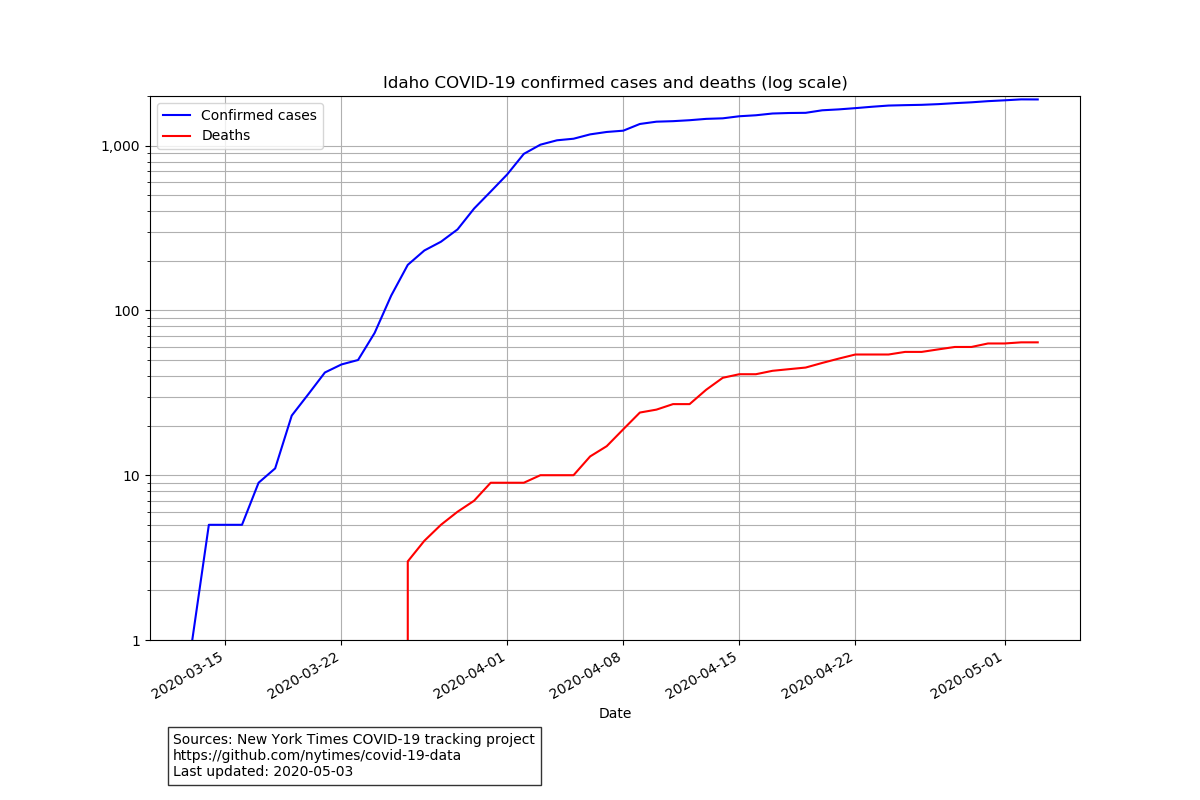 Idaho COVID-19 confirmed cases and deaths (log scale)
Confirmed cases
Deaths
1,000
100
10
1
2020-03-15
2020-03-22
2020-04-01
2020-04-08
2020-04-15
2020-04-22
2020-05-01
Date
Sources: New York Times COVID-19 tracking project
https://github.com/nytimes/covid-19-data
Last updated: 2020-05-03